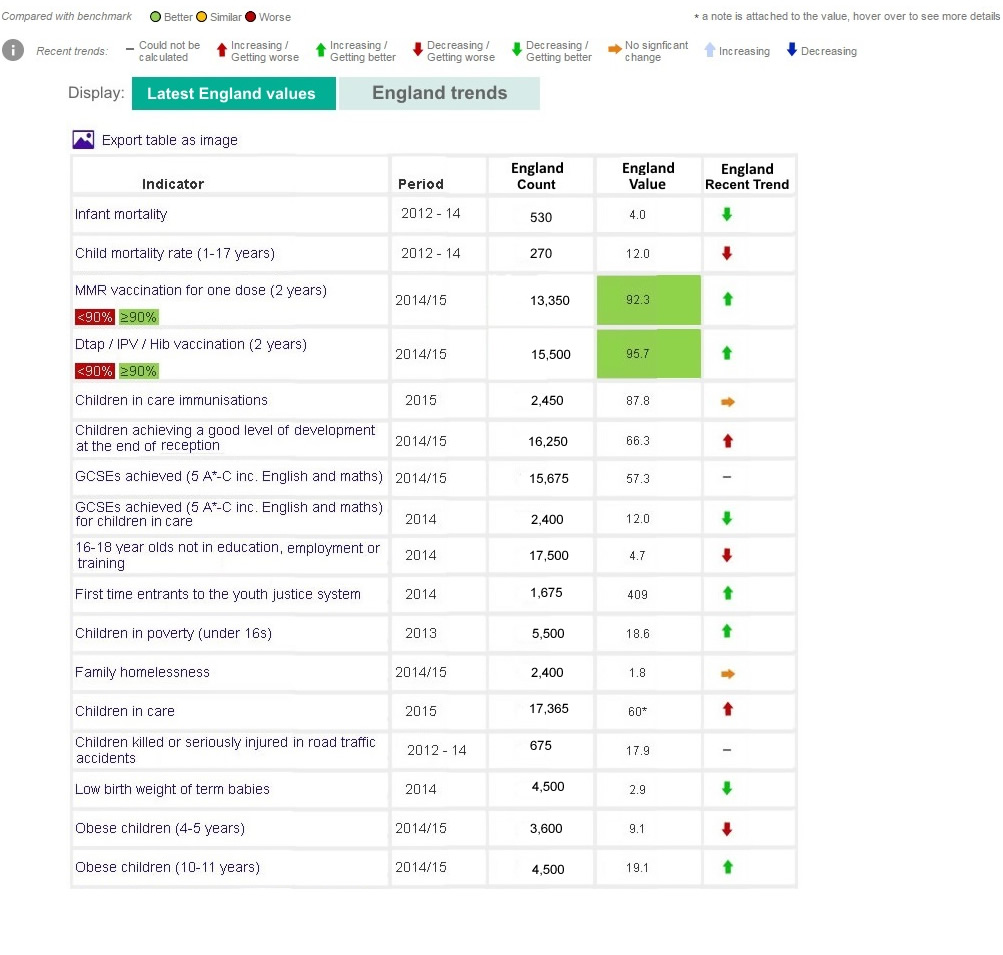 Compared with benchmark Better Similar Worse * a note is attached to the value, hover over to see more details
i Recent trends: – Could not be calculated Increasing / Getting worse Increasing / Getting better Decreasing / Getting worse Decreasing / Getting better No signficant change Increasing Decreasing
Display: Latest England values England trends
Export table as image
Indicator Period England Count England Value England Recent Trend
Infant mortality 2012 - 14 530 4.0
Child mortality rate (1-17 years) 2012 - 14 270 12.0
MMR vaccination for one dose (2 years) 2014/15 13,350 92.3
<90% ≥90%
Dtap / IPV / Hib vaccination (2 years) 2014/15 15,500 95.7
<90% ≥90%
Children in care immunisations 2015 2,450 87.8
Children achieving a good level of development
at the end of reception 2014/15 16,250 66.3
GCSEs achieved (5 A*-C inc. English and maths) 2014/15 15,675 57.3 –
GCSEs achieved (5 A*-C inc. English and maths)
for children in care 2014 2,400 12.0
16-18 year olds not in education, employment or
training 2014 17,500 4.7
First time entrants to the youth justice system 2014 1,675 409
Children in poverty (under 16s) 2013 5,500 18.6
Family homelessness 2014/15 2,400 1.8
Children in care 2015 17,365 60*
Children killed or seriously injured in road traffic
accidents 2012 - 14 675 17.9 –
Low birth weight of term babies 2014 4,500 2.9
Obese children (4-5 years) 2014/15 3,600 9.1
Obese children (10-11 years) 2014/15 4,500 19.1